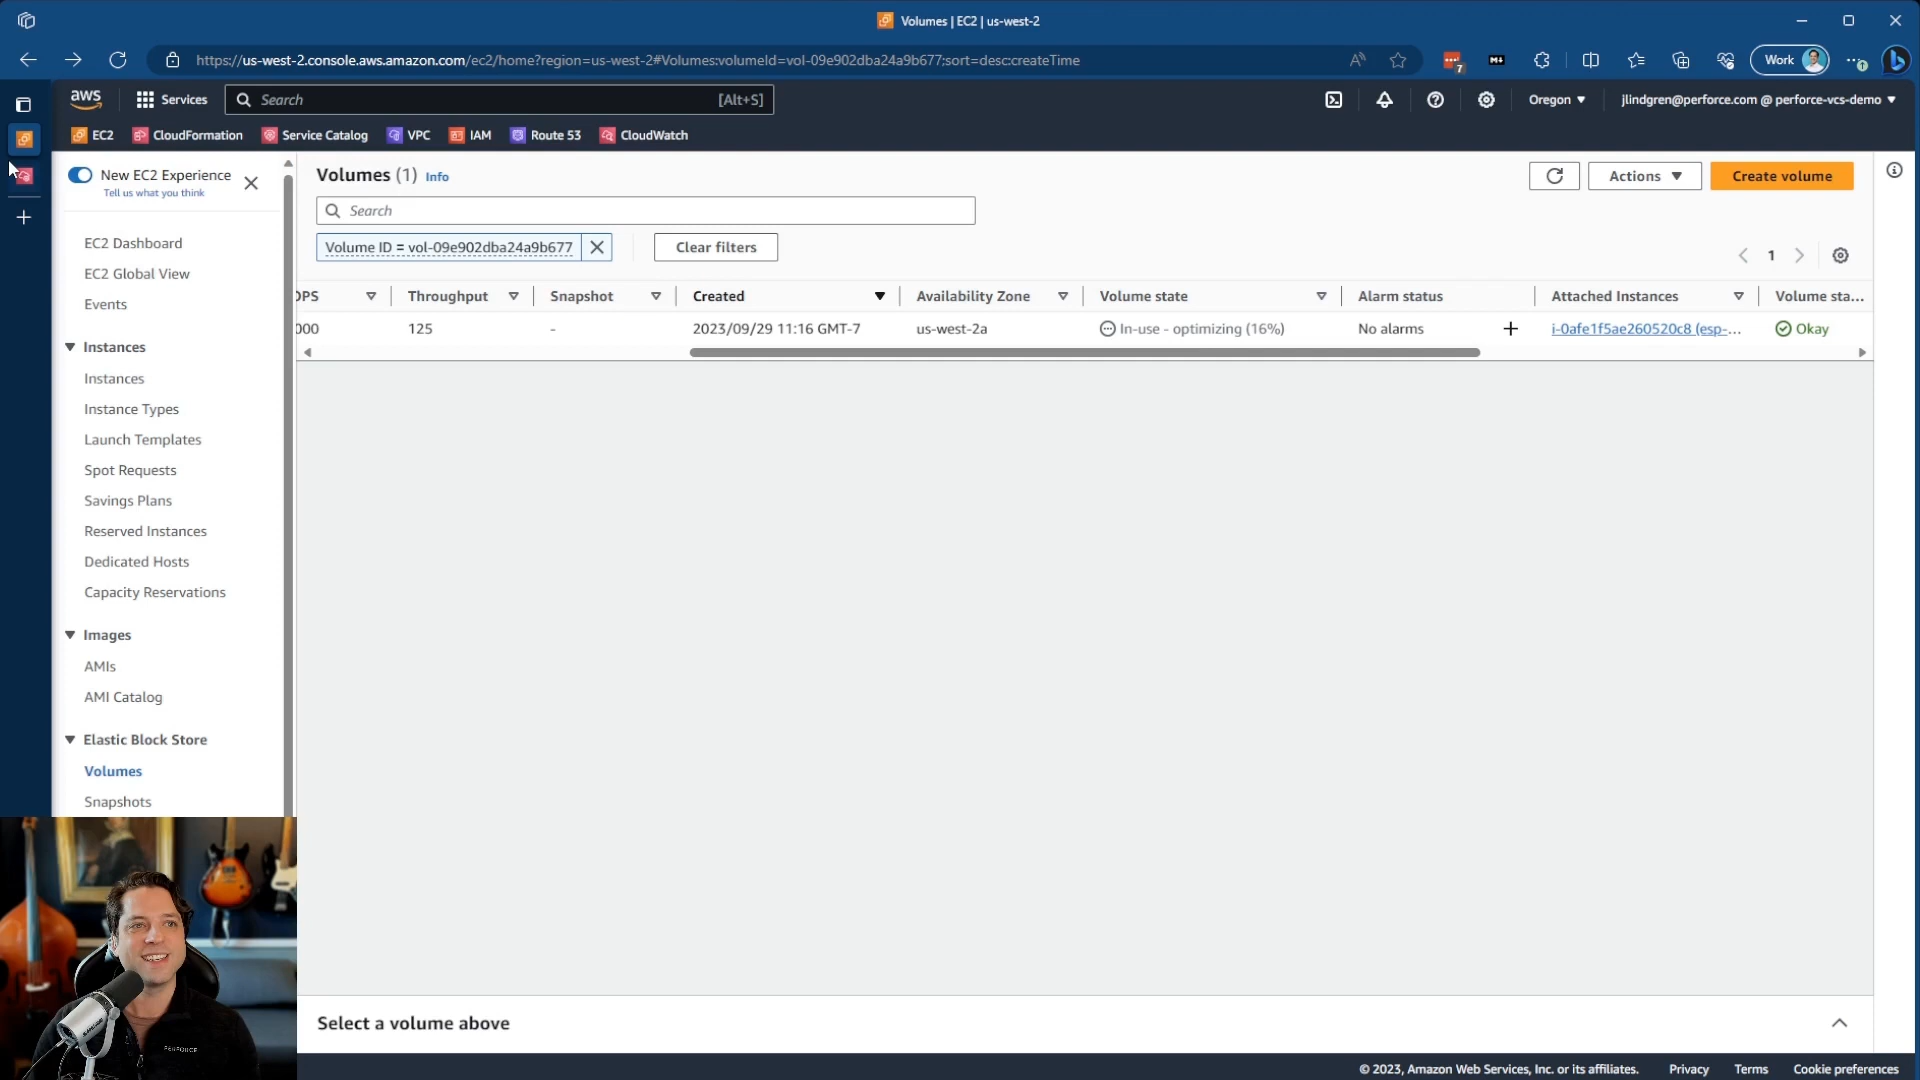 Volumes | EC2 | us-west-2
https://us-west-2.console.aws.amazon.com/ec2/home?region=us-west-2#Volumes:volumeId=vol-09e902dba24a9b677;sort=desc:createTime
7
M↓
Work
aws
Services
Search
[Alt+S]
Oregon ▼
jlindgren@perforce.com @ perforce-vcs-demo ▼
EC2
CloudFormation
Service Catalog
VPC
IAM
Route 53
CloudWatch
New EC2 Experience
Tell us what you think
EC2 Dashboard
EC2 Global View
Events
Instances
Instances
Instance Types
Launch Templates
Spot Requests
Savings Plans
Reserved Instances
Dedicated Hosts
Capacity Reservations
Images
AMIs
AMI Catalog
Elastic Block Store
Volumes
Snapshots
Volumes (1) Info
Actions ▼
Create volume
Search
Volume ID = vol-09e902dba24a9b677
Clear filters
1
OPS
Throughput
Snapshot
Created
Availability Zone
Volume state
Alarm status
Attached Instances
Volume sta...
000
125
-
2023/09/29 11:16 GMT-7
us-west-2a
In-use - optimizing (16%)
No alarms
+
i-0afe1f5ae260520c8 (esp-...
Okay
Select a volume above
PERFORCE
© 2023, Amazon Web Services, Inc. or its affiliates.
Privacy
Terms
Cookie preferences